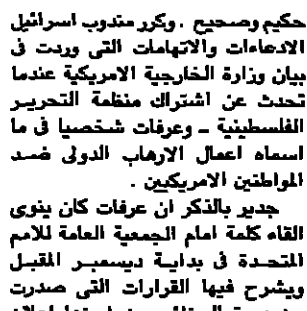 حكيم وصحيح . وكرر مندوب اسرائيل
الادعاءات والاتهامات التى وردت فى
بيان وزارة الخارجية الامريكية عندما
تحدث عن اشتراك منظمة التحرير
الفلسطينية ــ وعرفات شخصيا فى ما
اسماه اعمال الارهاب الدولى ضد
المواطنين الامريكيين .
جدير بالذكر ان عرفات كان ينوى
القاء كلمة امام الجمعية العامة للامم
المتحدة فى بداية ديسمبر المقبل
ويشرح فيها القرارات التى صدرت